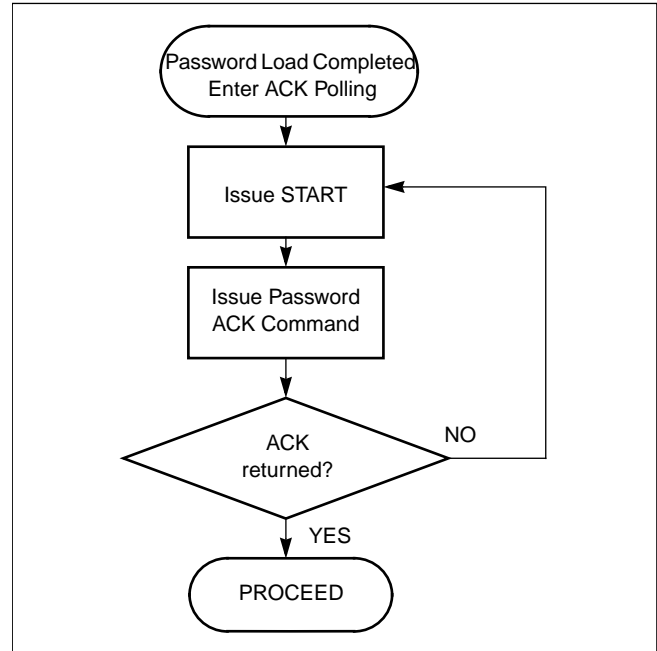 Password Load Completed
Enter ACK Polling
Issue START
Issue Password
ACK Command
ACK
returned?
NO
YES
PROCEED